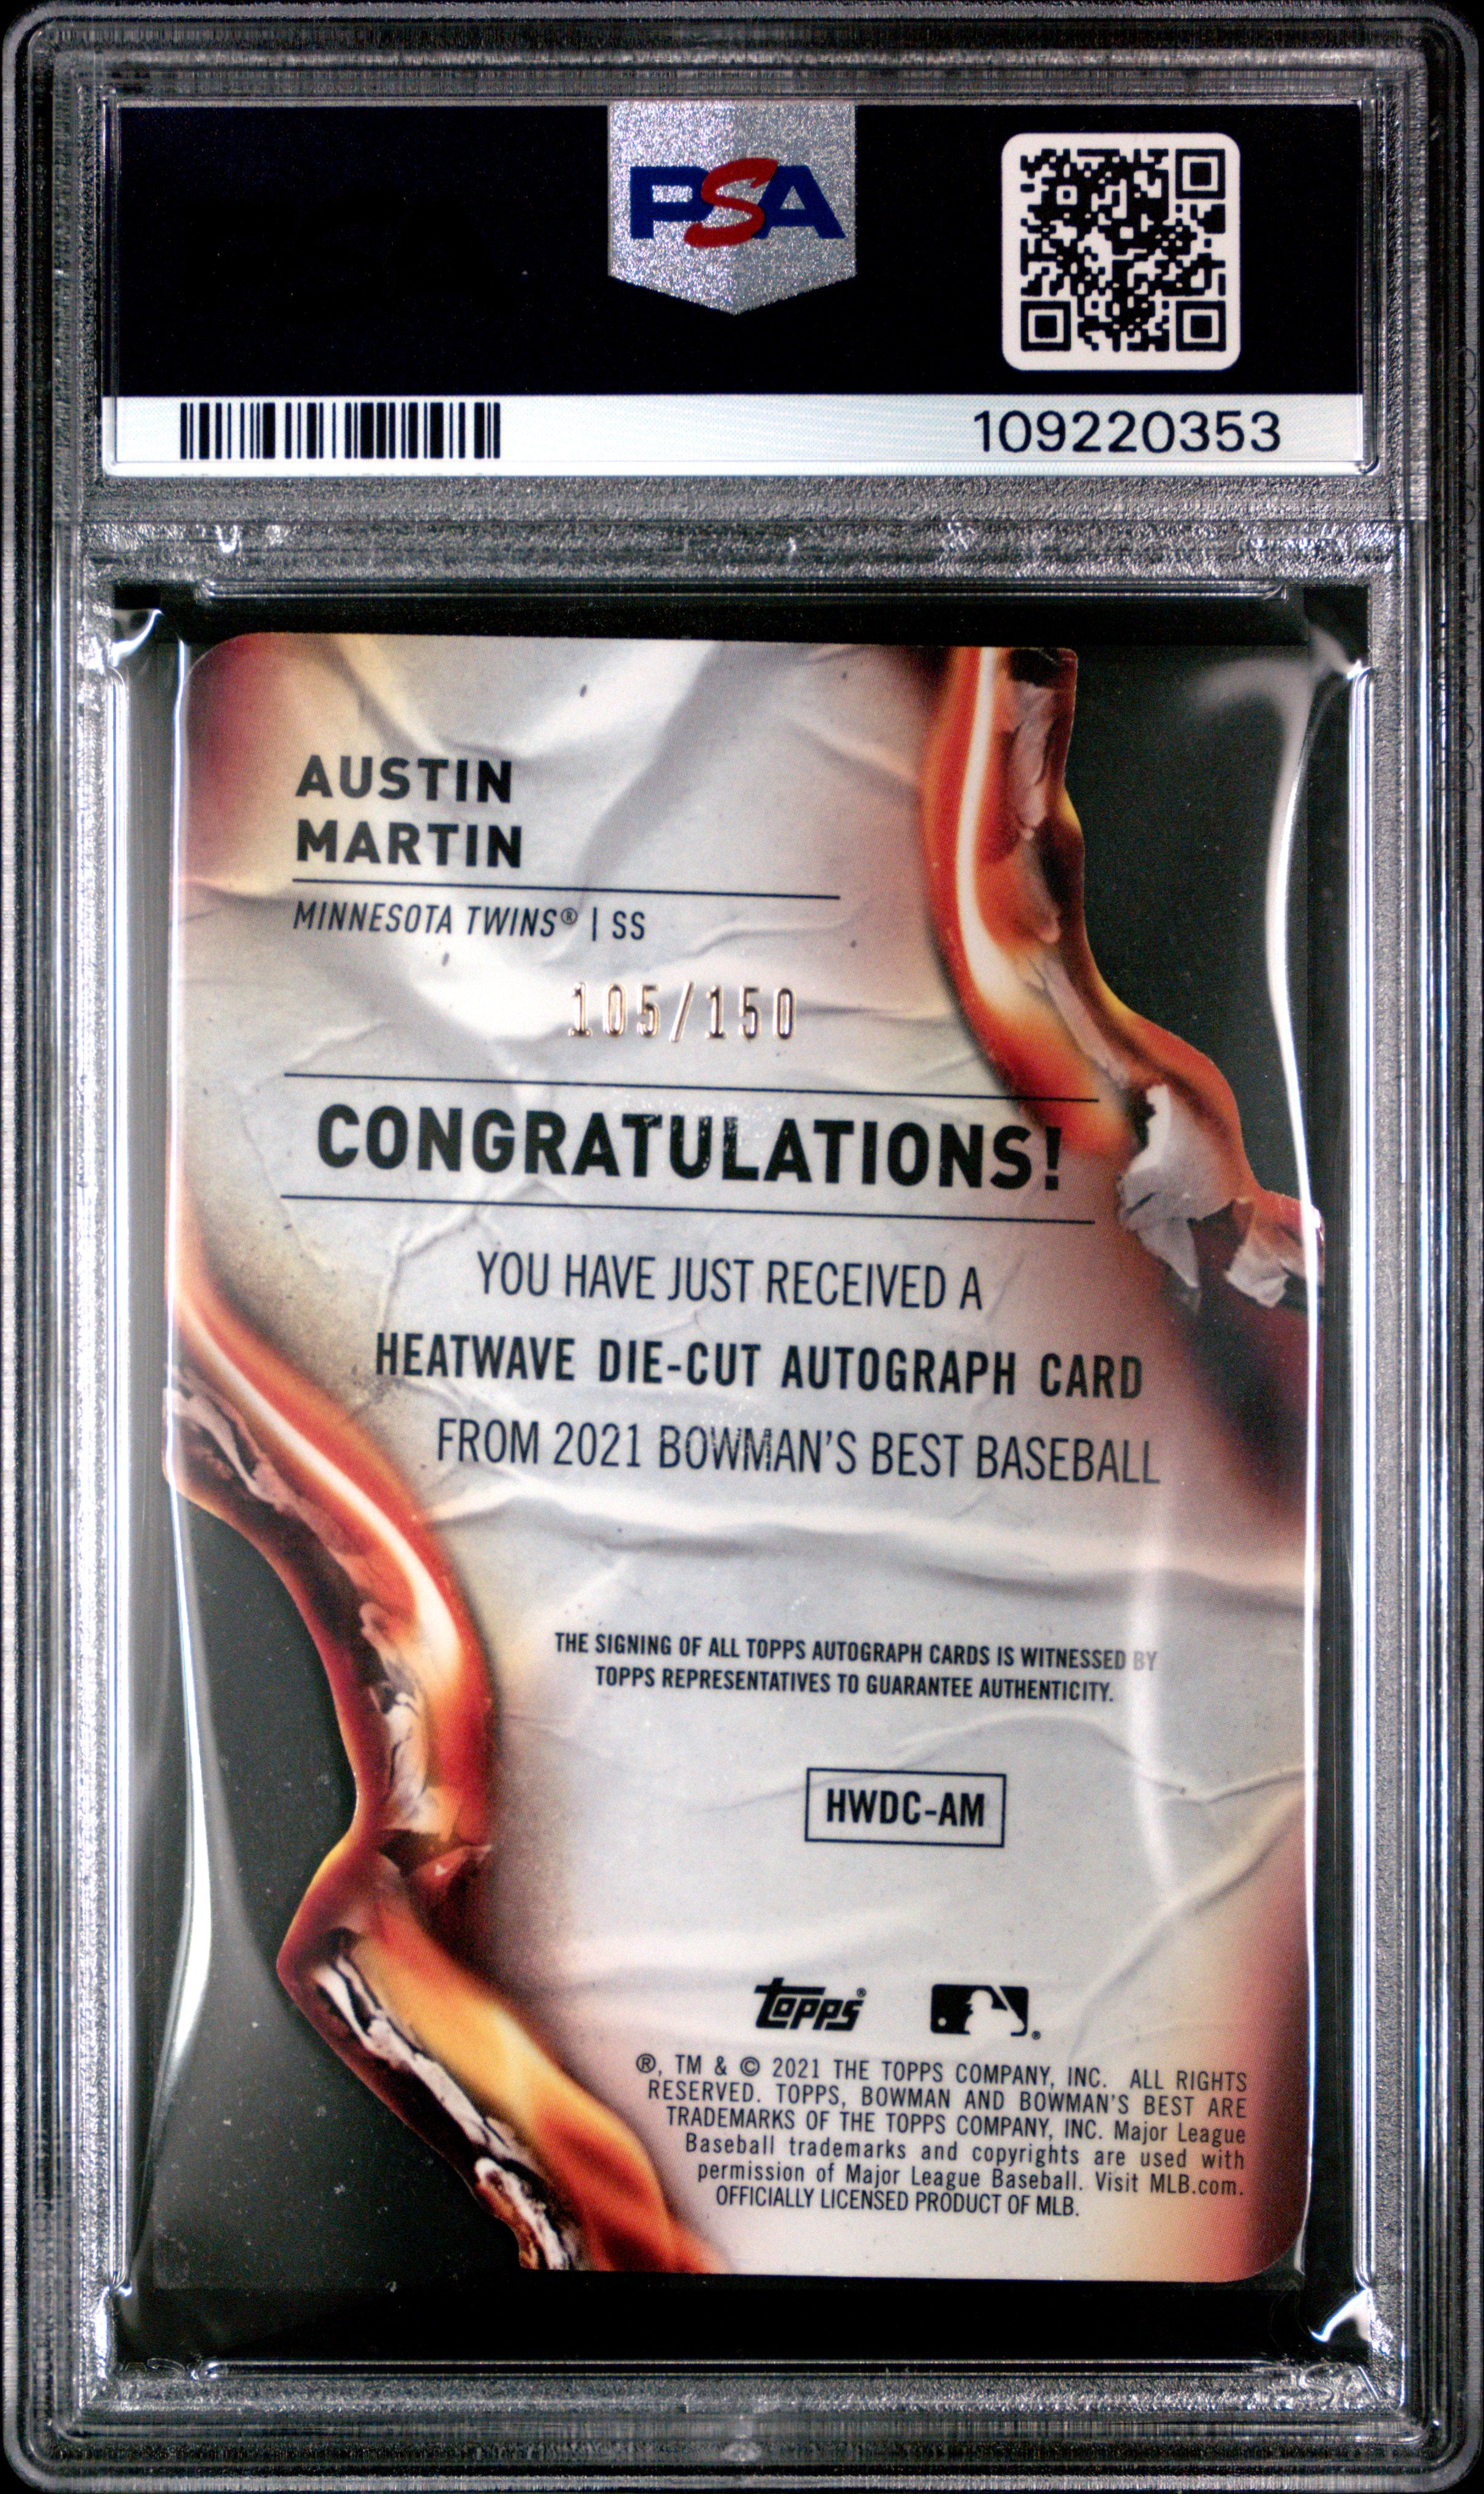 PSA
109220353
AUSTIN
MARTIN
MINNESOTA TWINS® | SS
105/150
CONGRATULATIONS!
YOU HAVE JUST RECEIVED A
HEATWAVE DIE-CUT AUTOGRAPH CARD
FROM 2021 BOWMAN'S BEST BASEBALL
THE SIGNING OF ALL TOPPS AUTOGRAPH CARDS IS WITNESSED BY
TOPPS REPRESENTATIVES TO GUARANTEE AUTHENTICITY.
HWDC-AM
topps®
®, TM & © 2021 THE TOPPS COMPANY, INC. ALL RIGHTS
RESERVED. TOPPS, BOWMAN AND BOWMAN'S BEST ARE
TRADEMARKS OF THE TOPPS COMPANY, INC. Major League
Baseball trademarks and copyrights are used with
permission of Major League Baseball. Visit MLB.com.
OFFICIALLY LICENSED PRODUCT OF MLB.